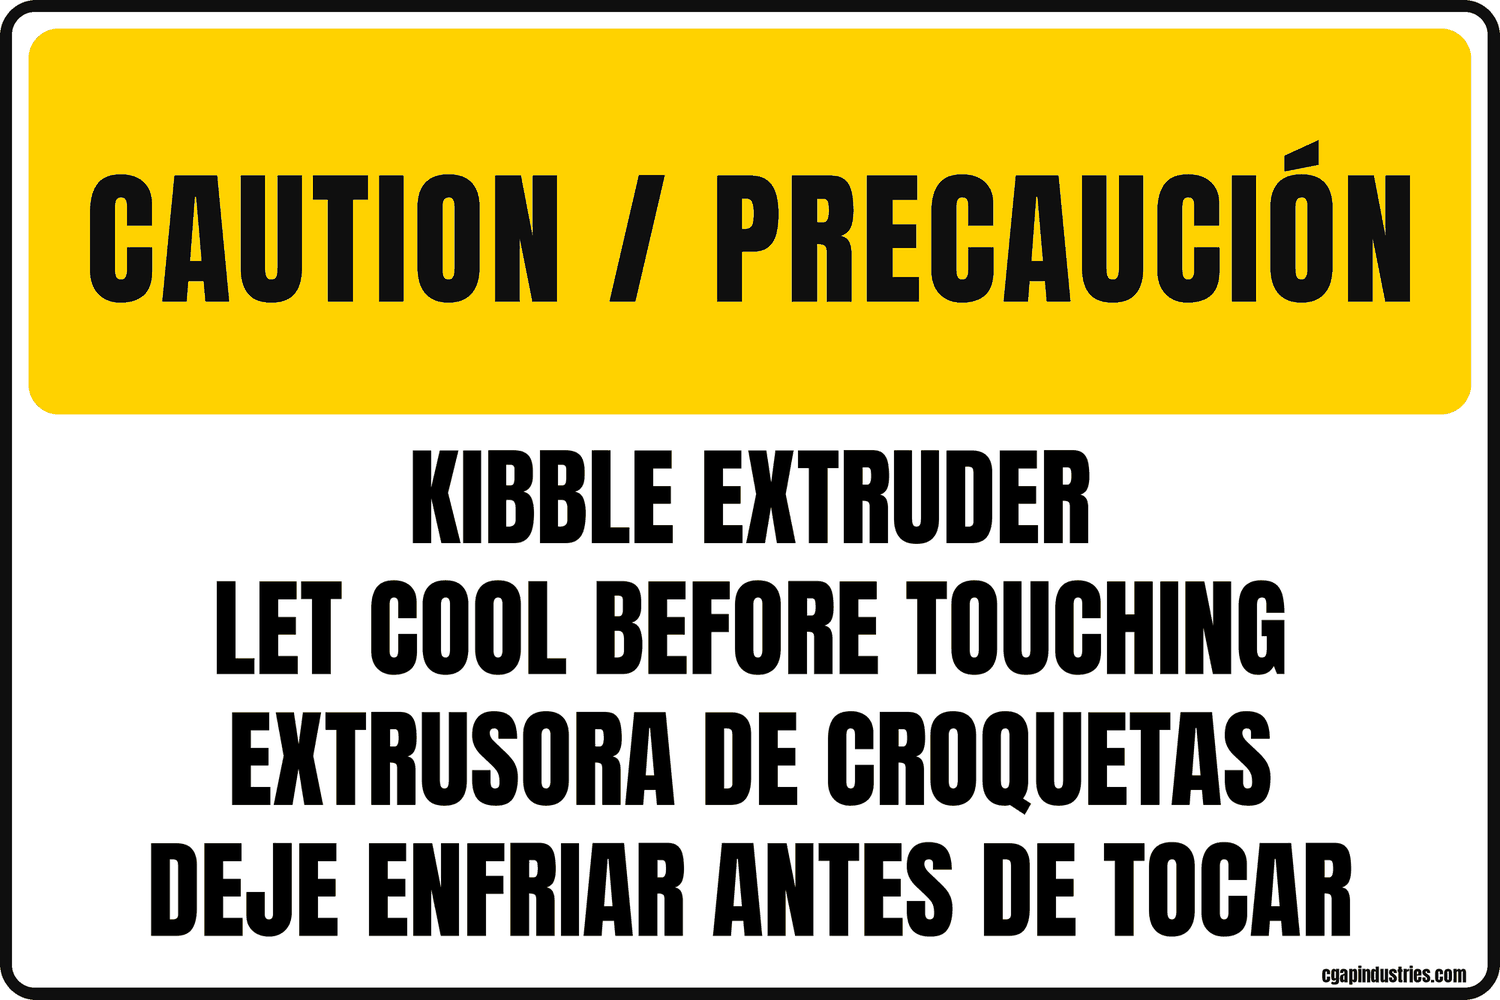 CAUTION / PRECAUCIÓN
KIBBLE EXTRUDER
LET COOL BEFORE TOUCHING
EXTRUSORA DE CROQUETAS
DEJE ENFRIAR ANTES DE TOCAR
cgapindustries.com